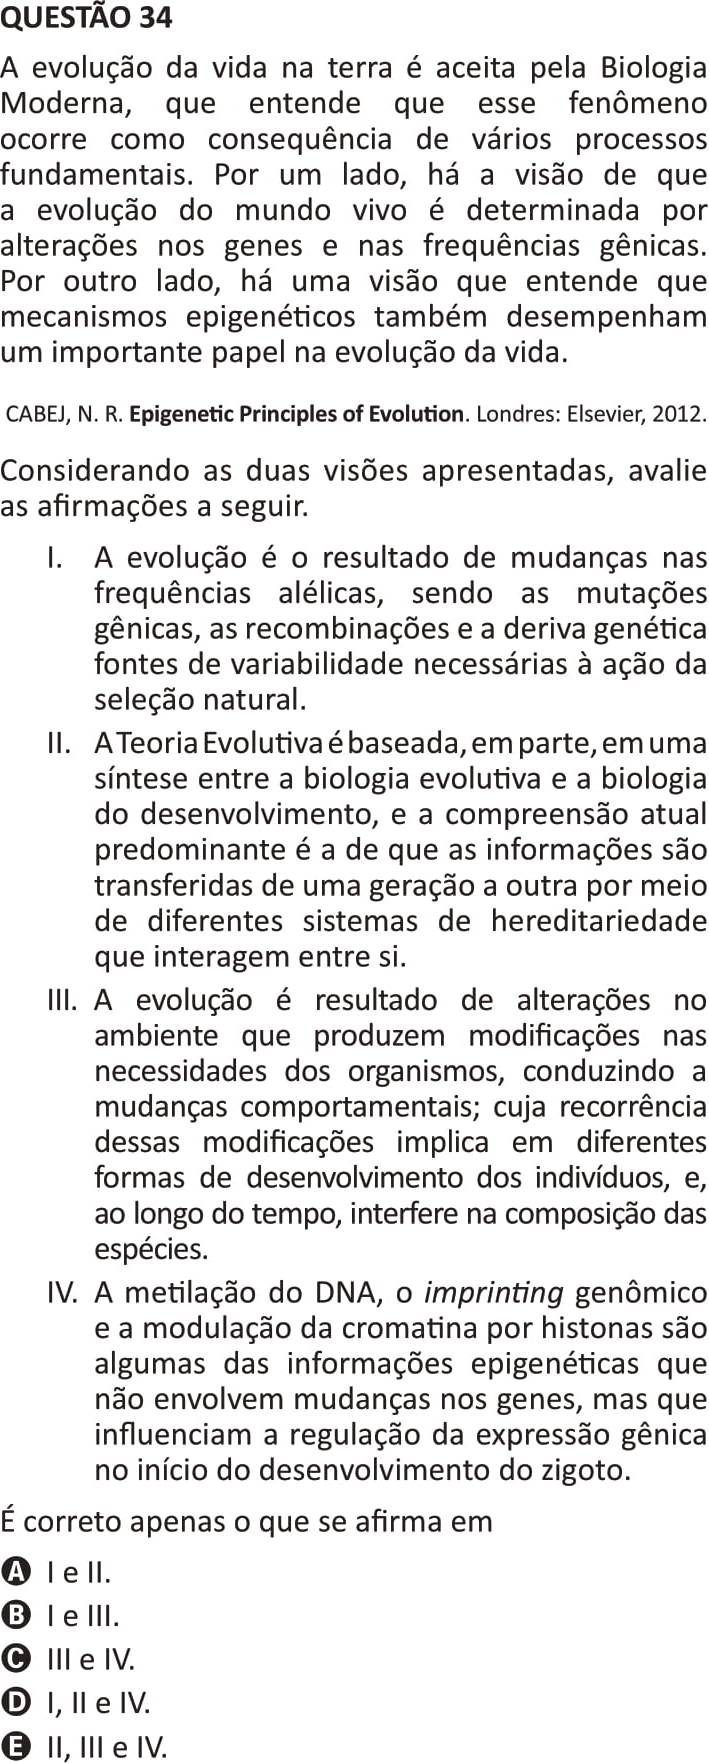 QUESTÃO 34
A evolução da vida na terra é aceita pela Biologia
Moderna, que entende que esse fenômeno
ocorre como consequência de vários processos
fundamentais. Por um lado, há a visão de que
a evolução do mundo vivo é determinada por
alterações nos genes e nas frequências gênicas.
Por outro lado, há uma visão que entende que
mecanismos epigenéticos também desempenham
um importante papel na evolução da vida.
CABEJ, N. R. Epigenetic Principles of Evolution. Londres: Elsevier, 2012.
Considerando as duas visões apresentadas, avalie
as afirmações a seguir.
I. A evolução é o resultado de mudanças nas
frequências alélicas, sendo as mutações
gênicas, as recombinações e a deriva genética
fontes de variabilidade necessárias à ação da
seleção natural.
II. A Teoria Evolutiva é baseada, em parte, em uma
síntese entre a biologia evolutiva e a biologia
do desenvolvimento, e a compreensão atual
predominante é a de que as informações são
transferidas de uma geração a outra por meio
de diferentes sistemas de hereditariedade
que interagem entre si.
III. A evolução é resultado de alterações no
ambiente que produzem modificações nas
necessidades dos organismos, conduzindo a
mudanças comportamentais; cuja recorrência
dessas modificações implica em diferentes
formas de desenvolvimento dos indivíduos, e,
ao longo do tempo, interfere na composição das
espécies.
IV. A metilação do DNA, o imprinting genômico
e a modulação da cromatina por histonas são
algumas das informações epigenéticas que
não envolvem mudanças nos genes, mas que
influenciam a regulação da expressão gênica
no início do desenvolvimento do zigoto.
É correto apenas o que se afirma em
A I e II.
B I e III.
C III e IV.
D I, II e IV.
E II, III e IV.